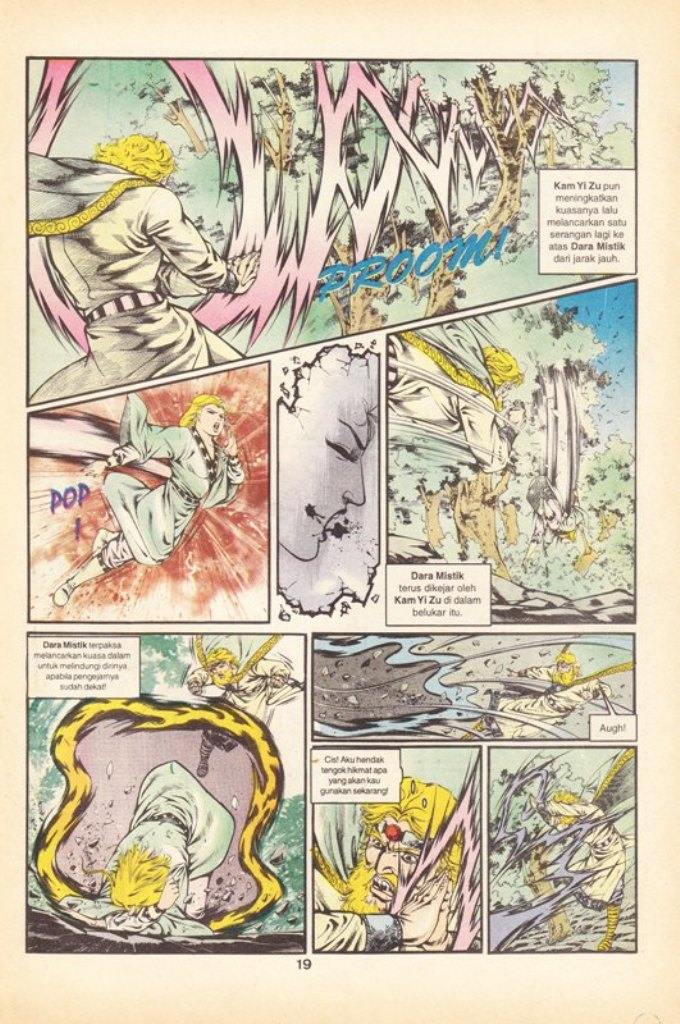 Kam Yi Zu pun
meningkatkan
kuasanya lalu
melancarkan satu
serangan lagi ke
atas Dara Mistik
dari jarak jauh.
PROOM!
POP
!
Dara Mistik
terus dikejar oleh
Kam Yi Zu di dalam
belukar itu.
Dara Mistik terpaksa
melancarkan kuasa dalam
untuk melindungi dirinya
apabila pengejarnya
sudah dekat!
Augh!
Cis! Aku hendak
tengok hikmat apa
yang akan kau
gunakan sekarang!
19